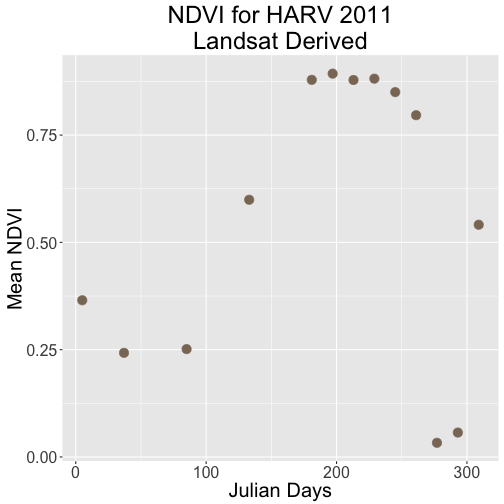 NDVI for HARV 2011
Landsat Derived
Mean NDVI
0.75
0.50
0.25
0.00
0 100 200 300
Julian Days